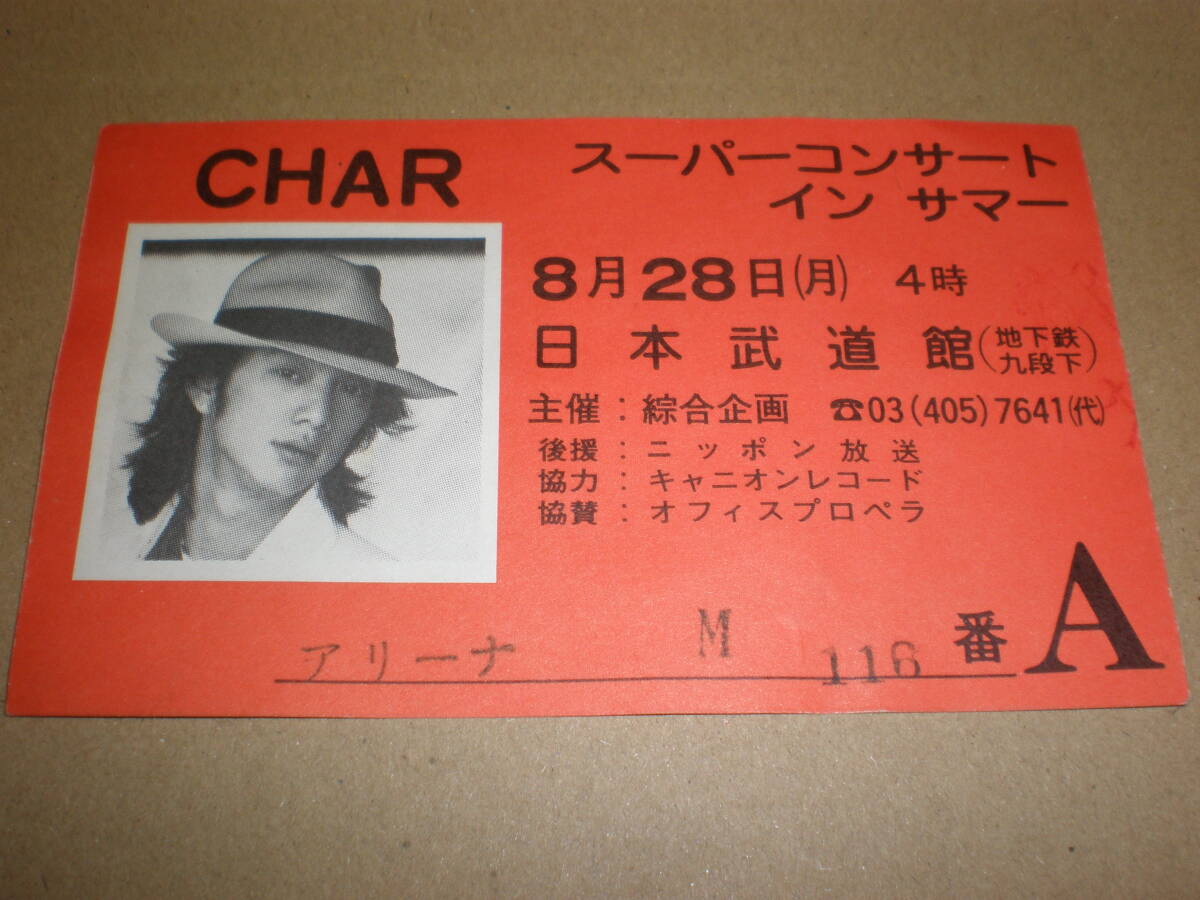 CHAR
スーパーコンサート
イン サマー
8月28日(月) 4時
日本武道館(地下鉄九段下)
主催：綜合企画 ☎03(405)7641(代)
後援：ニッポン放送
協力：キャニオンレコード
協賛：オフィスプロペラ
アリーナ M 116 番 A